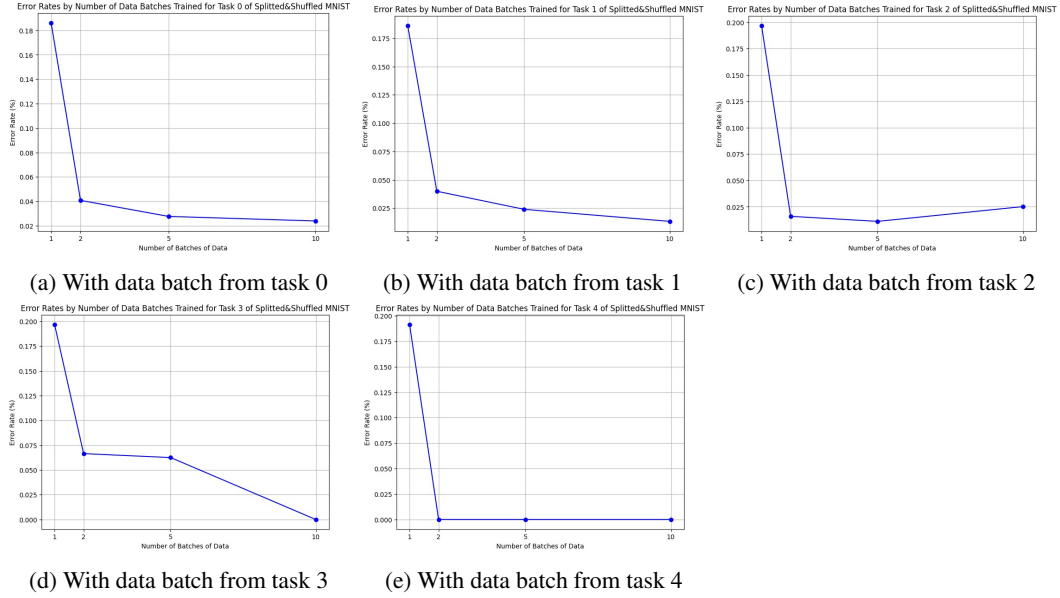 Error Rates by Number of Data Batches Trained for Task 0 of Splitted&Shuffled MNIST
0.18
0.16
0.14
0.12
0.10
0.08
0.06
0.04
0.02
Error Rate (%)
1 2 5 10
Number of Batches of Data
(a) With data batch from task 0
Error Rates by Number of Data Batches Trained for Task 1 of Splitted&Shuffled MNIST
0.175
0.150
0.125
0.100
0.075
0.050
0.025
Error Rate (%)
1 2 5 10
Number of Batches of Data
(b) With data batch from task 1
Error Rates by Number of Data Batches Trained for Task 2 of Splitted&Shuffled MNIST
0.200
0.175
0.150
0.125
0.100
0.075
0.050
0.025
Error Rate (%)
1 2 5 10
Number of Batches of Data
(c) With data batch from task 2
Error Rates by Number of Data Batches Trained for Task 3 of Splitted&Shuffled MNIST
0.200
0.175
0.150
0.125
0.100
0.075
0.050
0.025
0.000
Error Rate (%)
1 2 5 10
Number of Batches of Data
(d) With data batch from task 3
Error Rates by Number of Data Batches Trained for Task 4 of Splitted&Shuffled MNIST
0.200
0.175
0.150
0.125
0.100
0.075
0.050
0.025
0.000
Error Rate (%)
1 2 5 10
Number of Batches of Data
(e) With data batch from task 4